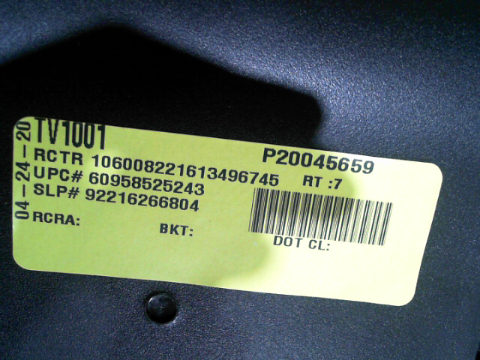 04-24-20
TV1001
P20045659
RCTR 106008221613496745 RT :7
UPC# 60958525243
SLP# 92216266804
RCRA: BKT: DOT CL: